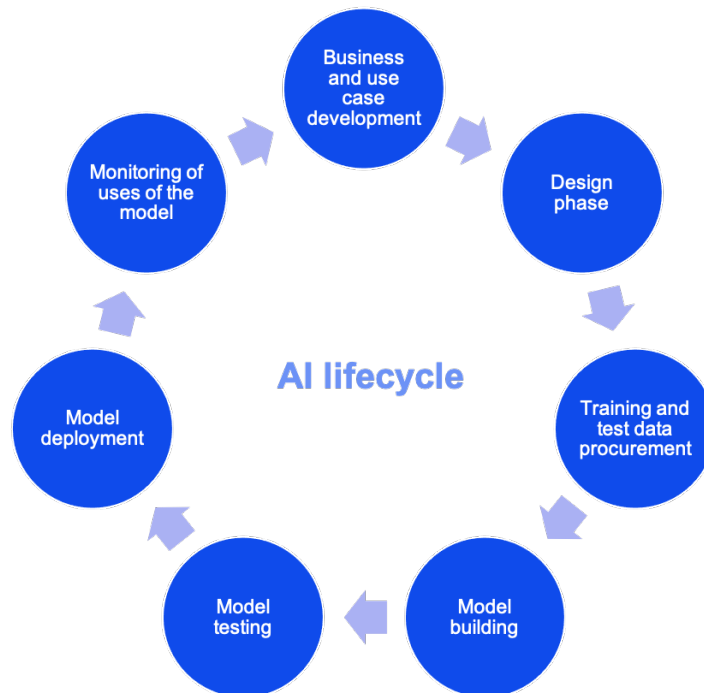 Business
and use
case
development
Design
phase
Training and
test data
procurement
Model
building
Model
testing
Model
deployment
Monitoring of
uses of the
model
AI lifecycle